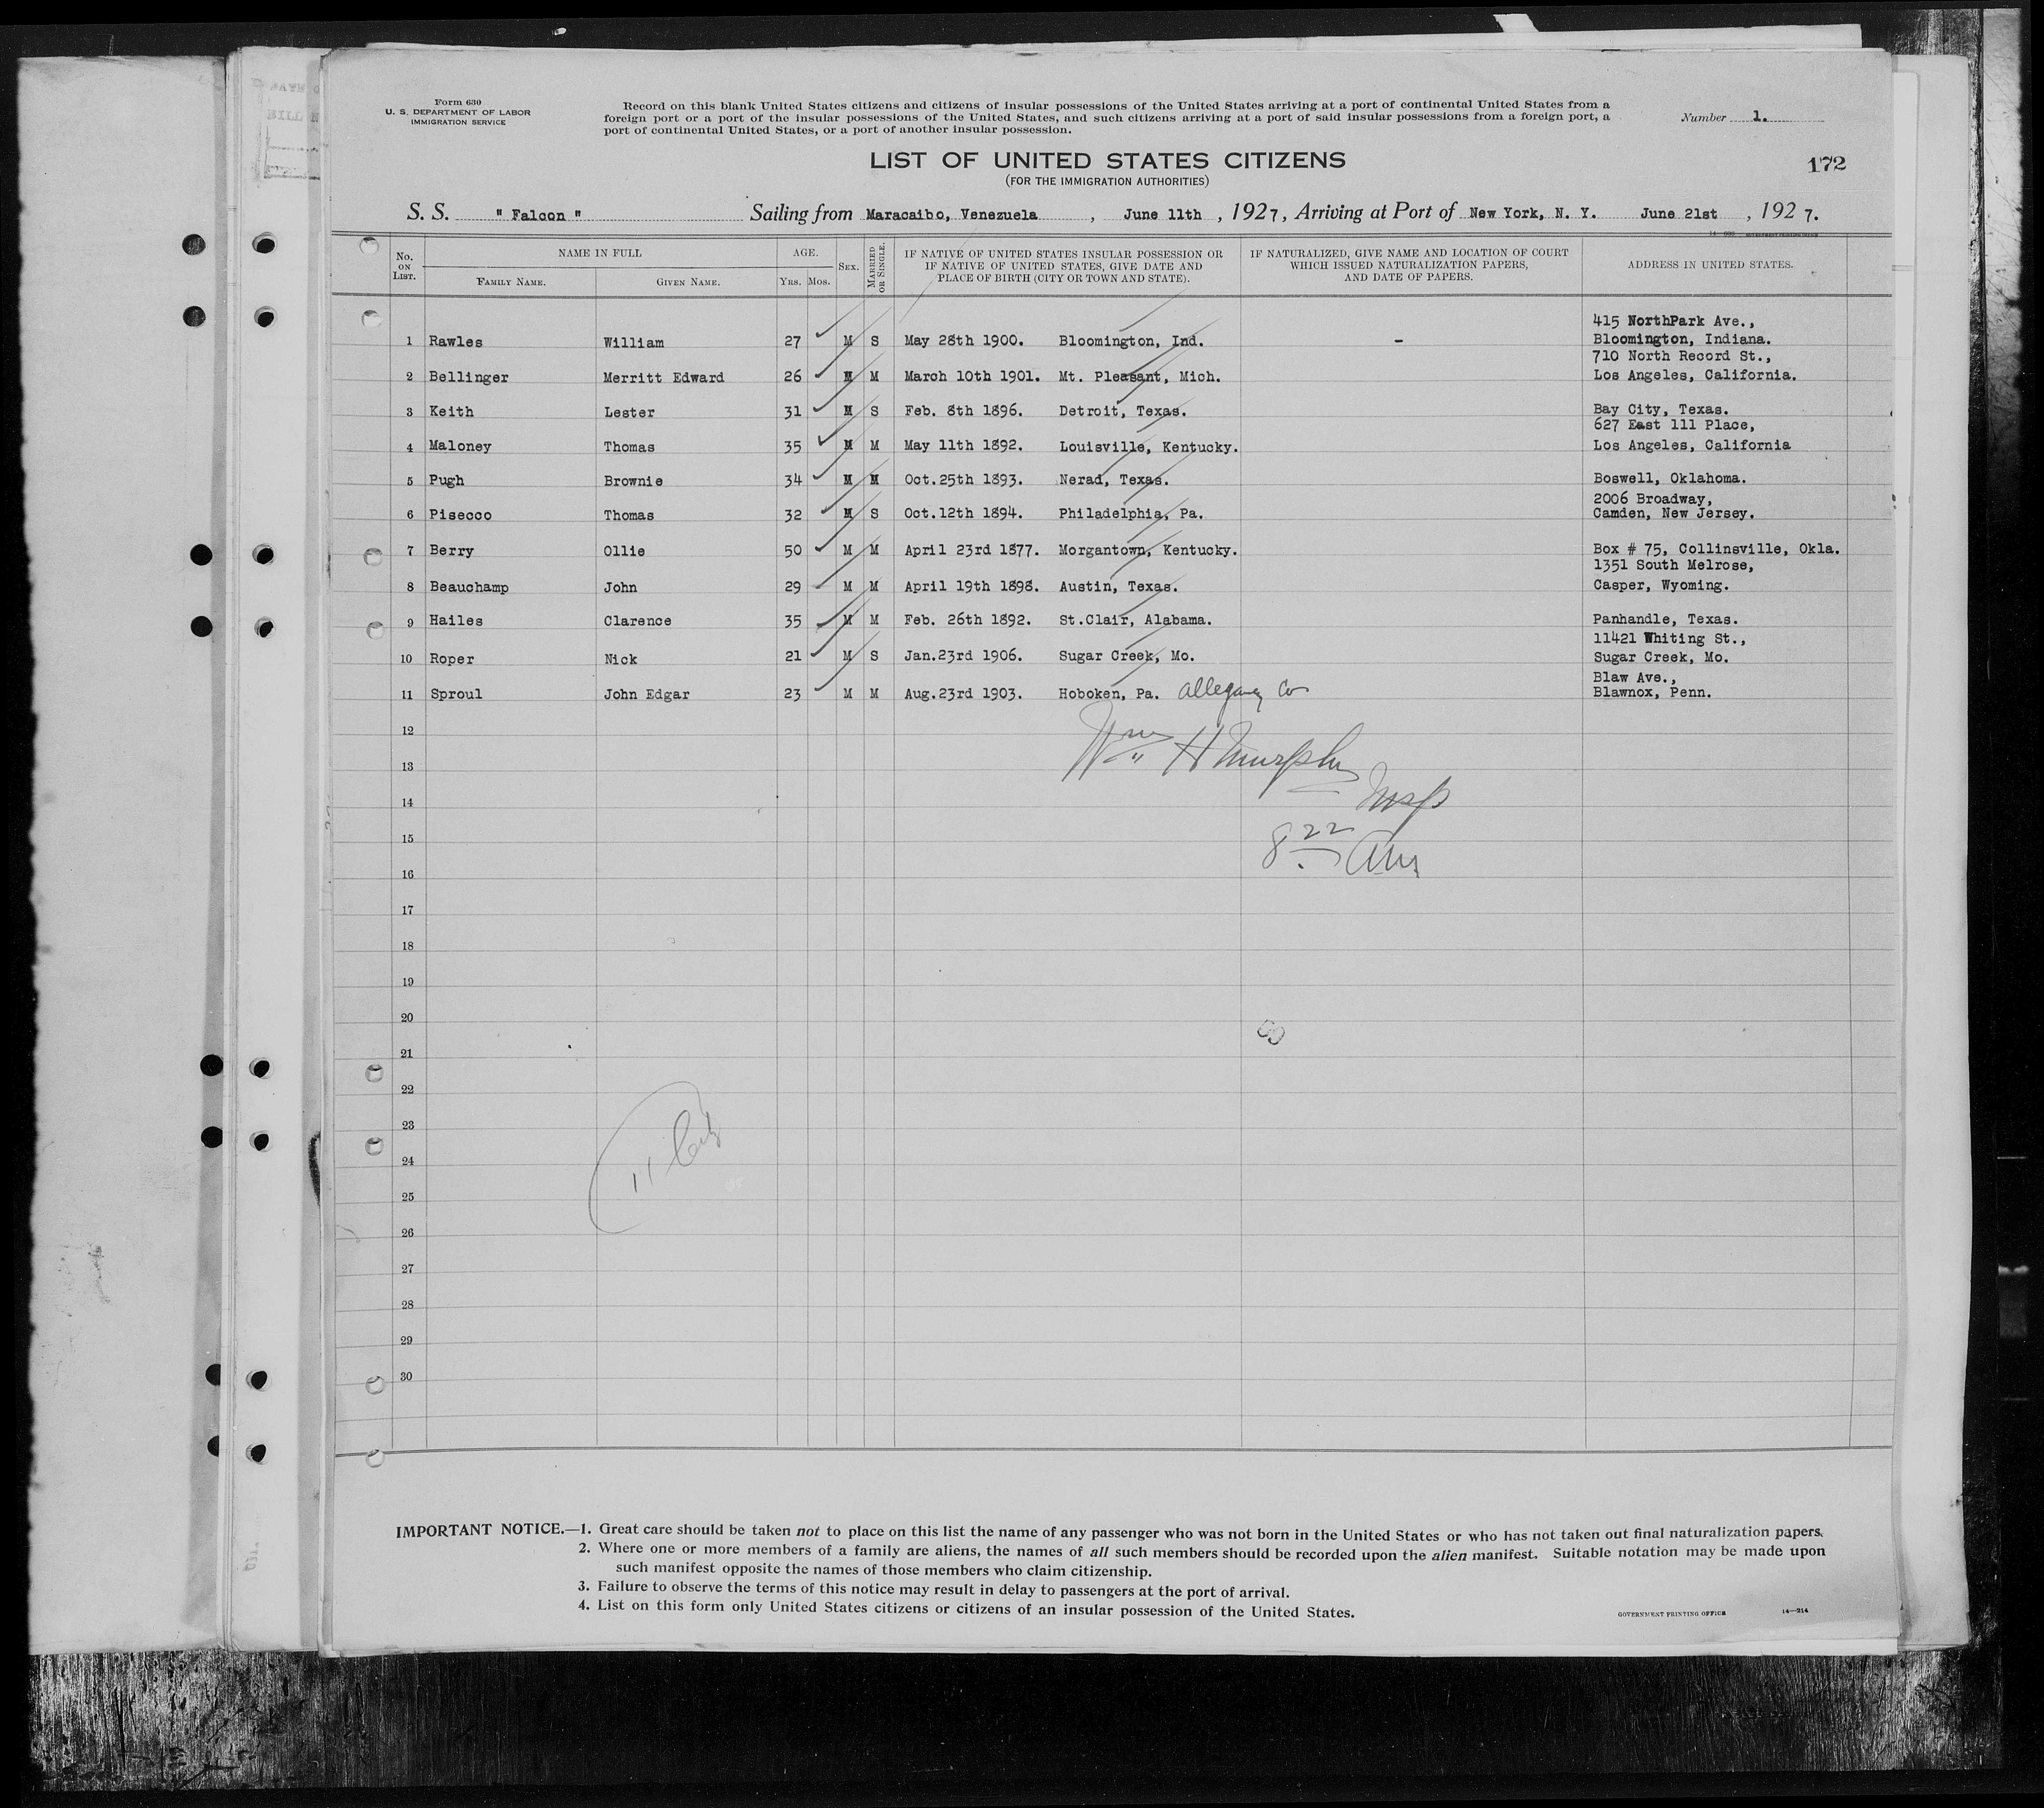 Form 630
U. S. DEPARTMENT OF LABOR
IMMIGRATION SERVICE
Record on this blank United States citizens and citizens of insular possessions of the United States arriving at a port of continental United States from a
foreign port or a port of the insular possessions of the United States, and such citizens arriving at a port of said insular possessions from a foreign port, a
port of continental United States, or a port of another insular possession.
Number 1.
LIST OF UNITED STATES CITIZENS
(FOR THE IMMIGRATION AUTHORITIES)
172
S. S. " Falcon " Sailing from Maracaibo, Venezuela , June 11th , 1927, Arriving at Port of New York, N. Y. June 21st , 1927.
No. ON LIST. NAME IN FULL AGE. SEX. MARRIED OR SINGLE. IF NATIVE OF UNITED STATES INSULAR POSSESSION OR IF NATIVE OF UNITED STATES, GIVE DATE AND PLACE OF BIRTH (CITY OR TOWN AND STATE). IF NATURALIZED, GIVE NAME AND LOCATION OF COURT WHICH ISSUED NATURALIZATION PAPERS, AND DATE OF PAPERS. ADDRESS IN UNITED STATES.
FAMILY NAME. GIVEN NAME. YRS. MOS.
415 NorthPark Ave.,
1 Rawles William 27 M S May 28th 1900. Bloomington, Ind. - Bloomington, Indiana.
710 North Record St.,
2 Bellinger Merritt Edward 26 M M March 10th 1901. Mt. Pleasant, Mich. Los Angeles, California.
3 Keith Lester 31 M S Feb. 8th 1896. Detroit, Texas. Bay City, Texas.
627 East 111 Place,
4 Maloney Thomas 35 M M May 11th 1892. Louisville, Kentucky. Los Angeles, California
5 Pugh Brownie 34 M M Oct.25th 1893. Nerad, Texas. Boswell, Oklahoma.
2006 Broadway,
6 Pisecco Thomas 32 M S Oct.12th 1894. Philadelphia, Pa. Camden, New Jersey.
7 Berry Ollie 50 M M April 23rd 1877. Morgantown, Kentucky. Box # 75, Collinsville, Okla.
1351 South Melrose,
8 Beauchamp John 29 M M April 19th 1898. Austin, Texas. Casper, Wyoming.
9 Hailes Clarence 35 M M Feb. 26th 1892. St.Clair, Alabama. Panhandle, Texas.
11421 Whiting St.,
10 Roper Nick 21 M S Jan.23rd 1906. Sugar Creek, Mo. Sugar Creek, Mo.
Blaw Ave.,
11 Sproul John Edgar 23 M M Aug.23rd 1903. Hoboken, Pa. Allegany Co Blawnox, Penn.
12
Wm H Murphy
13
Insp
14
8 22 AM
15
16
17
18
19
20
21
22
23
24
11
25
26
27
28
29
30
IMPORTANT NOTICE.—1. Great care should be taken not to place on this list the name of any passenger who was not born in the United States or who has not taken out final naturalization papers.
2. Where one or more members of a family are aliens, the names of all such members should be recorded upon the alien manifest. Suitable notation may be made upon
such manifest opposite the names of those members who claim citizenship.
3. Failure to observe the terms of this notice may result in delay to passengers at the port of arrival.
4. List on this form only United States citizens or citizens of an insular possession of the United States.
GOVERNMENT PRINTING OFFICE 14—214